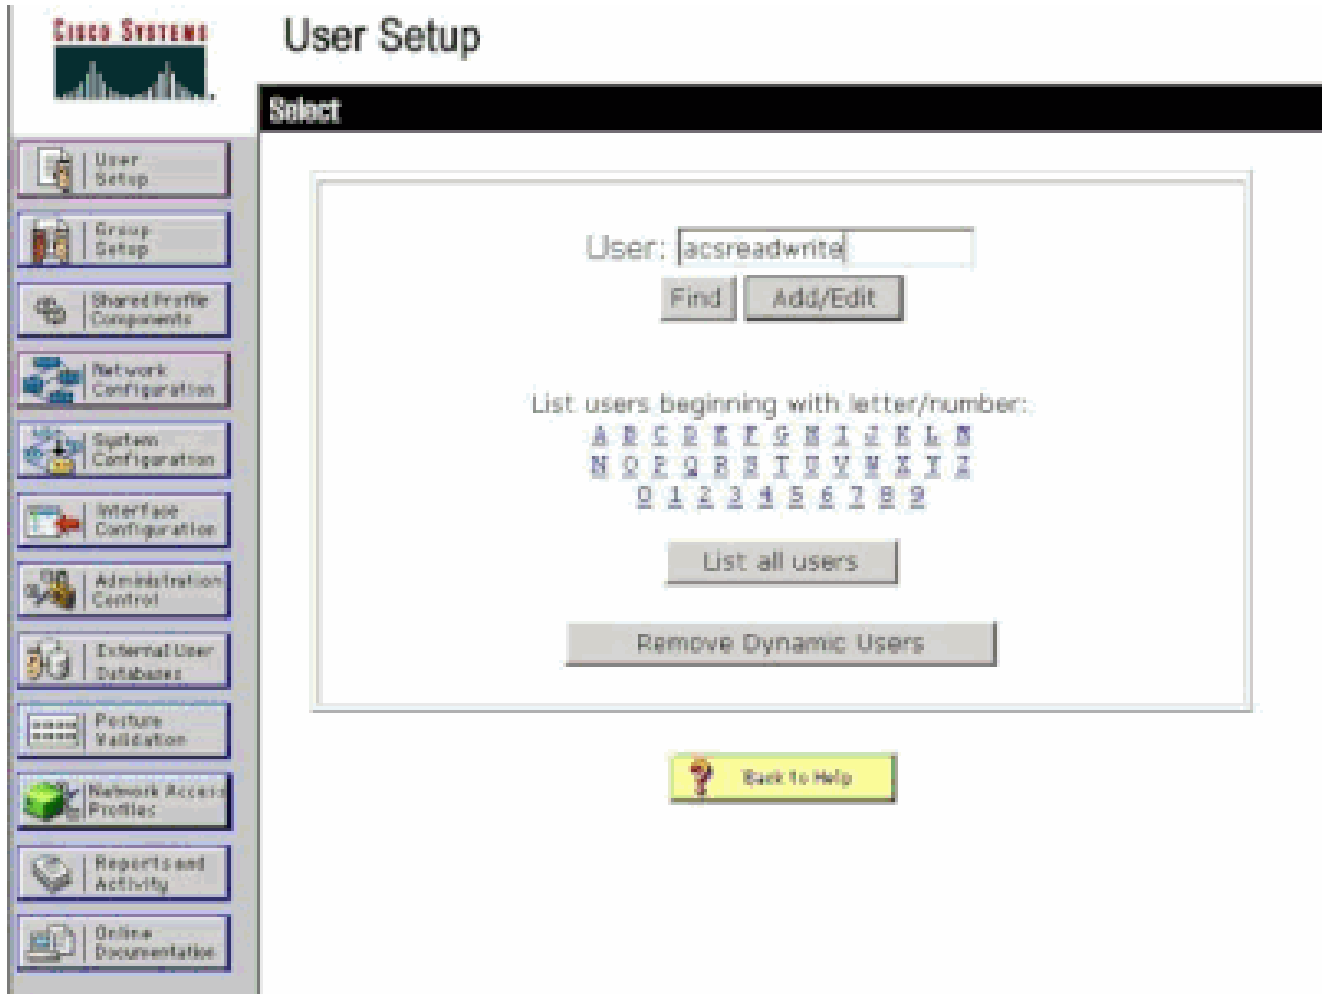 CISCO SYSTEMS
User Setup
Select
User
Setup
Group
Setup
Shared Profile
Components
Network
Configuration
System
Configuration
Interface
Configuration
Administration
Control
External User
Databases
Posture
Validation
Network Access
Profiles
Reports and
Activity
Online
Documentation
User: acsreadwrite
Find Add/Edit
List users beginning with letter/number:
A B C D E F G H I J K L M
N O P Q R S T U V W X Y Z
0 1 2 3 4 5 6 7 8 9
List all users
Remove Dynamic Users
? Back to Help